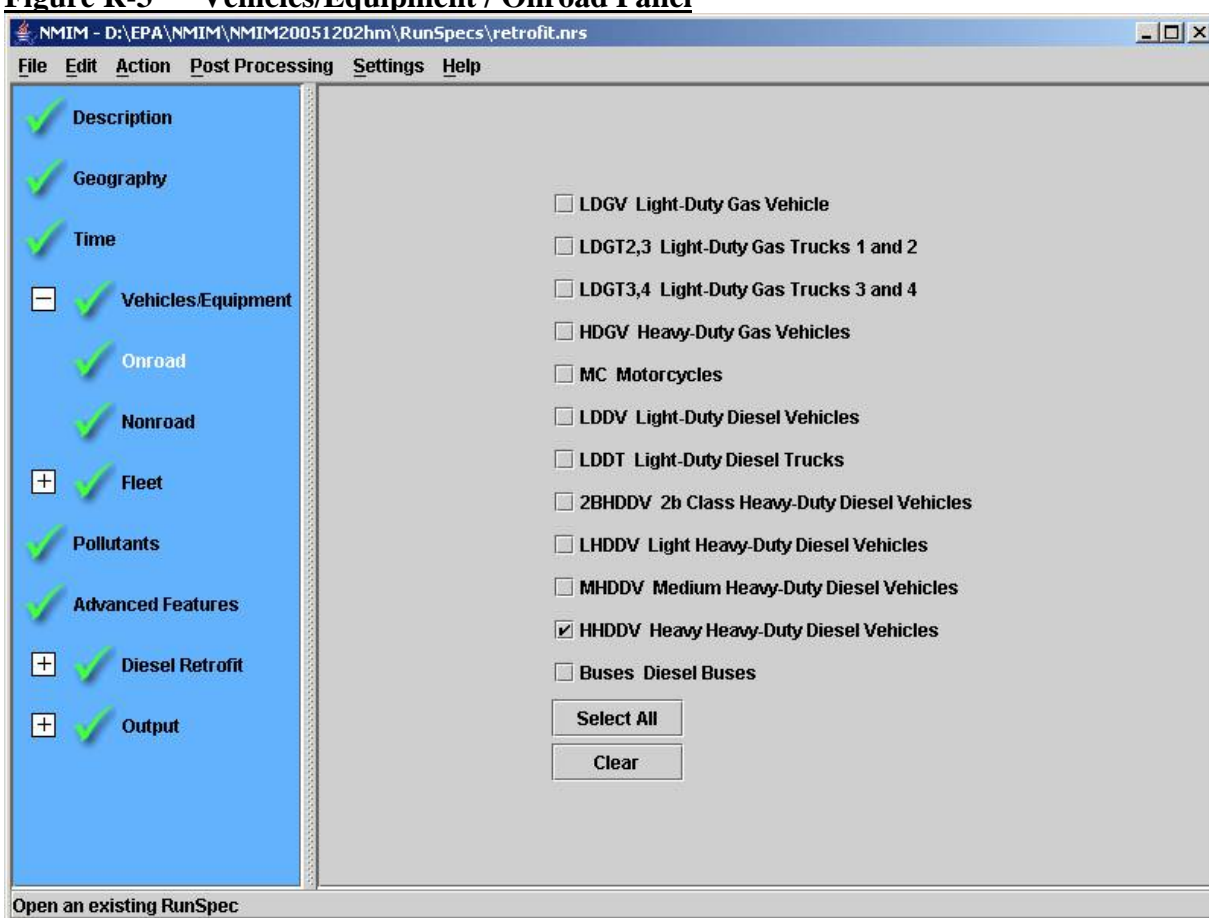 Figure R-3 Vehicles/Equipment / Onroad Panel
NMIM - D:\EPA\NMIM\NMIM20051202hm\RunSpecs\retrofit.nrs
File Edit Action Post Processing Settings Help
Description
Geography
Time
Vehicles/Equipment
Onroad
Nonroad
Fleet
Pollutants
Advanced Features
Diesel Retrofit
Output
LDGV Light-Duty Gas Vehicle
LDGT2,3 Light-Duty Gas Trucks 1 and 2
LDGT3,4 Light-Duty Gas Trucks 3 and 4
HDGV Heavy-Duty Gas Vehicles
MC Motorcycles
LDDV Light-Duty Diesel Vehicles
LDDT Light-Duty Diesel Trucks
2BHDDV 2b Class Heavy-Duty Diesel Vehicles
LHDDV Light Heavy-Duty Diesel Vehicles
MHDDV Medium Heavy-Duty Diesel Vehicles
HHDDV Heavy Heavy-Duty Diesel Vehicles
Buses Diesel Buses
Select All
Clear
Open an existing RunSpec